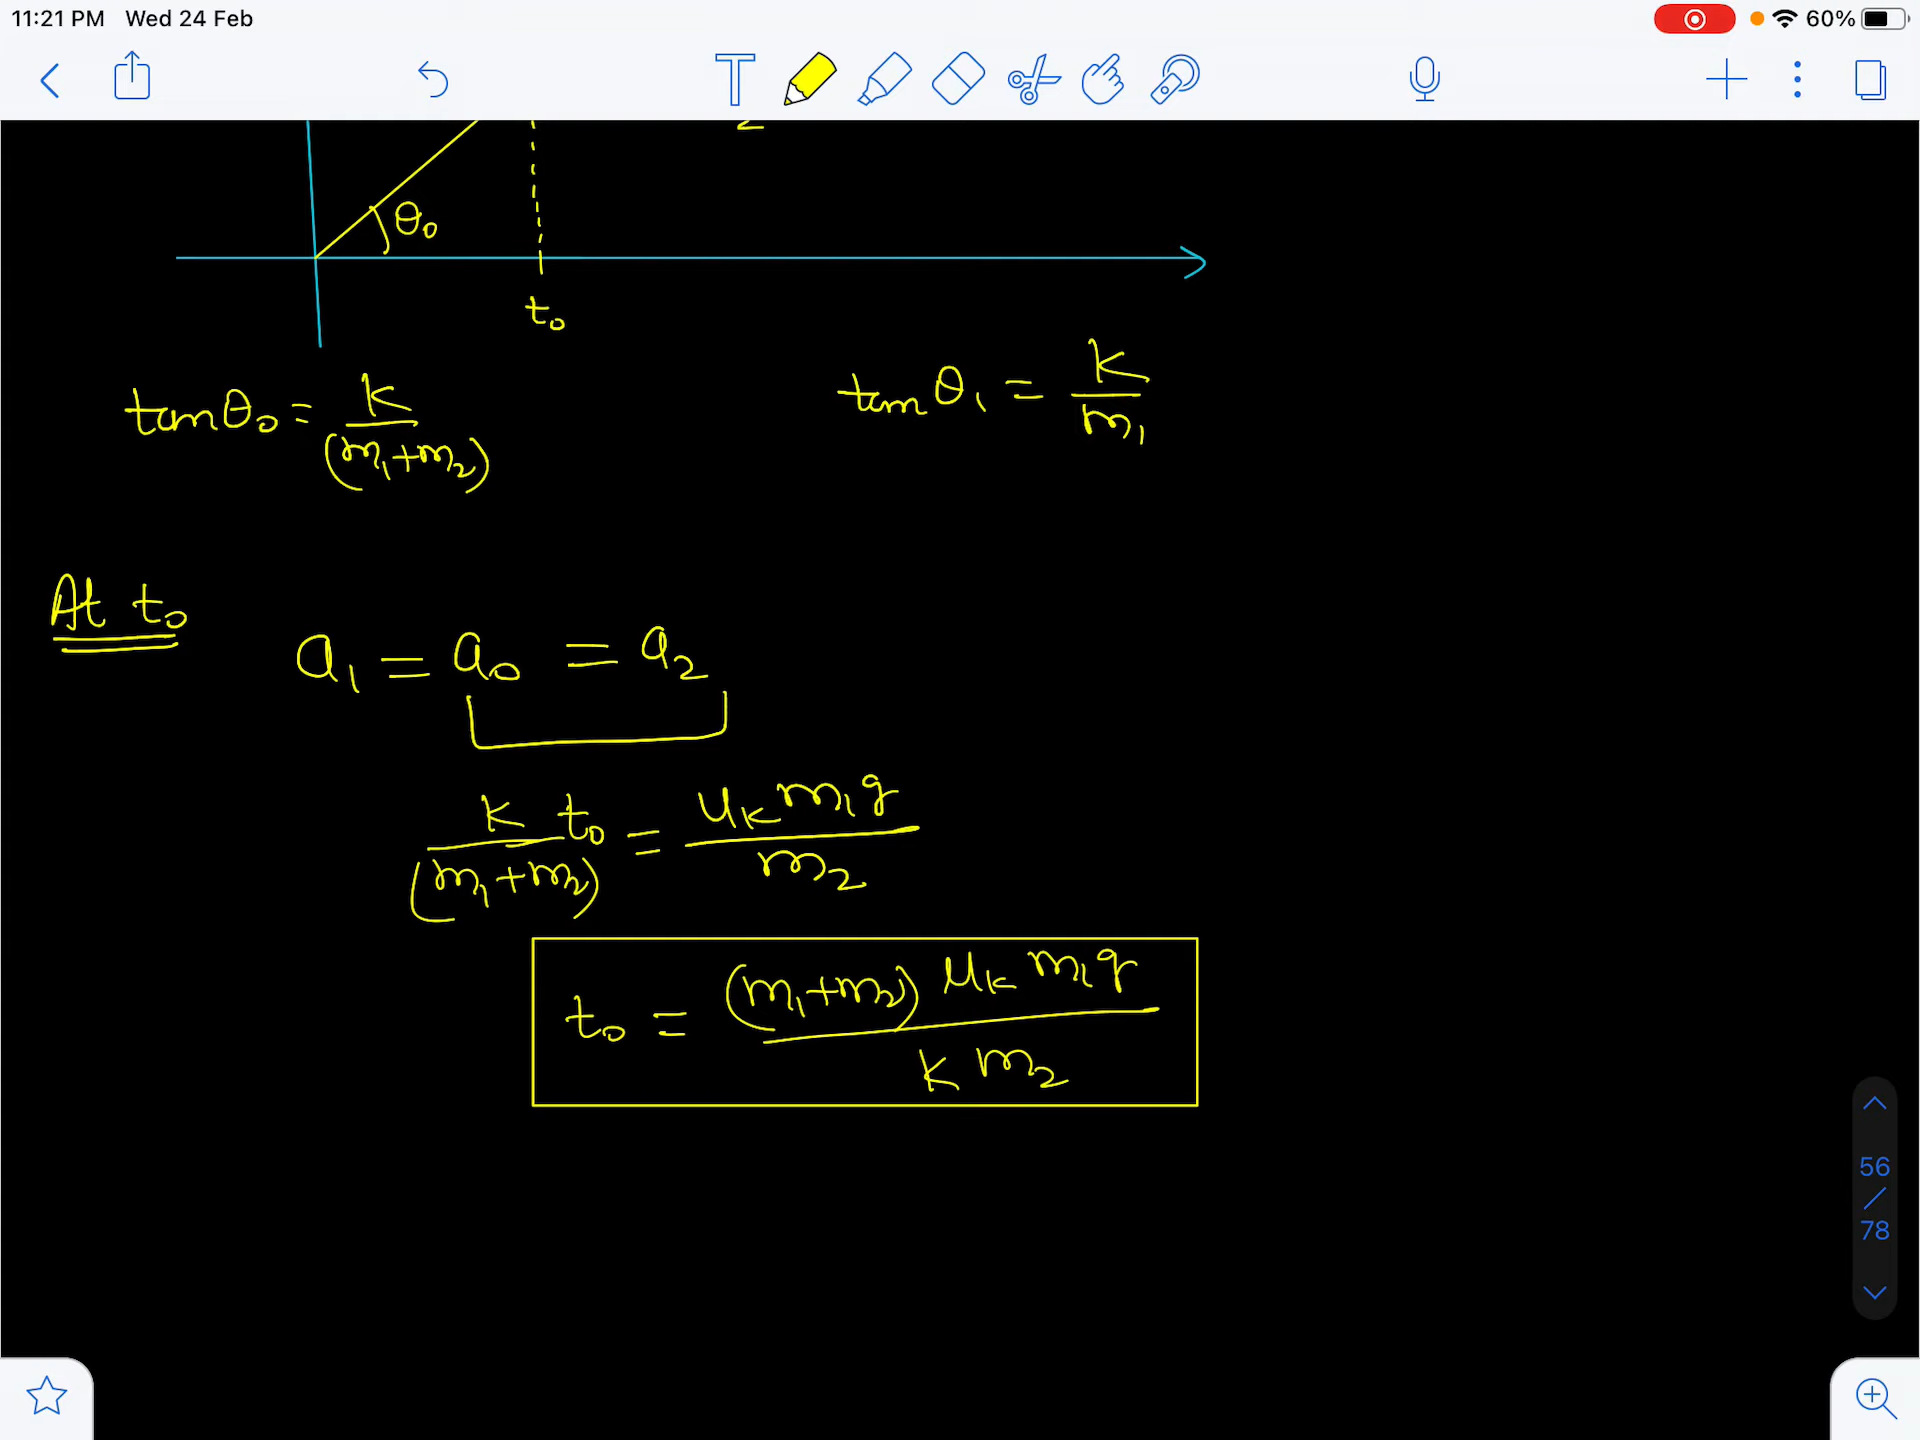 11:21 PM Wed 24 Feb
60%
2
θ₀
t₀
tanθ₀ = k/(m₁+m₂)
tanθ₁ = k/m₁
At t₀
a₁ = a₀ = a₂
k/(m₁+m₂) t₀ = μₖ m₁g/m₂
t₀ = (m₁+m₂) μₖ m₁g / k m₂
56
/
78